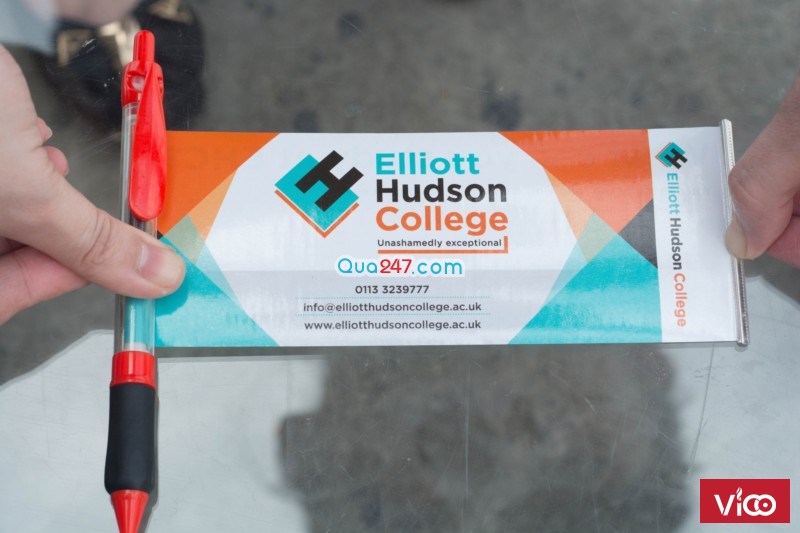 Elliott
Hudson
College
Unashamedly exceptional
Qua247.com
0113 3239777
info@elliotthudsoncollege.ac.uk
www.elliotthudsoncollege.ac.uk
Elliott Hudson College
ViCO